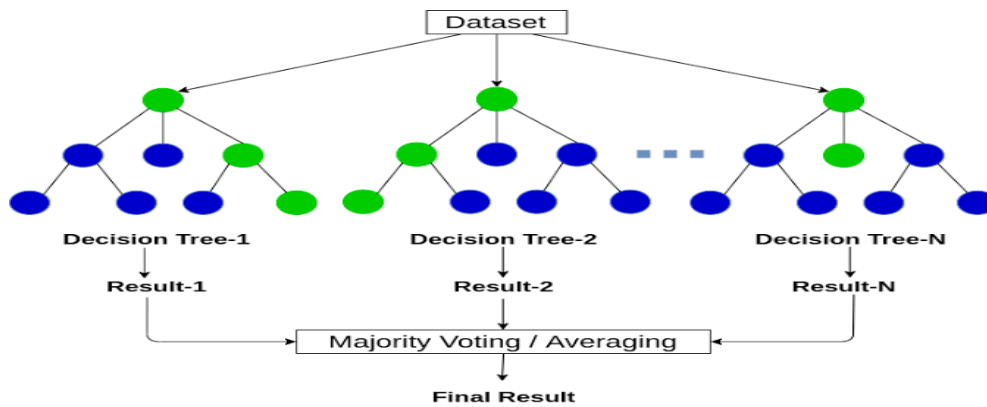 Dataset
Decision Tree-1
Decision Tree-2
Decision Tree-N
Result-1
Result-2
Result-N
Majority Voting / Averaging
Final Result